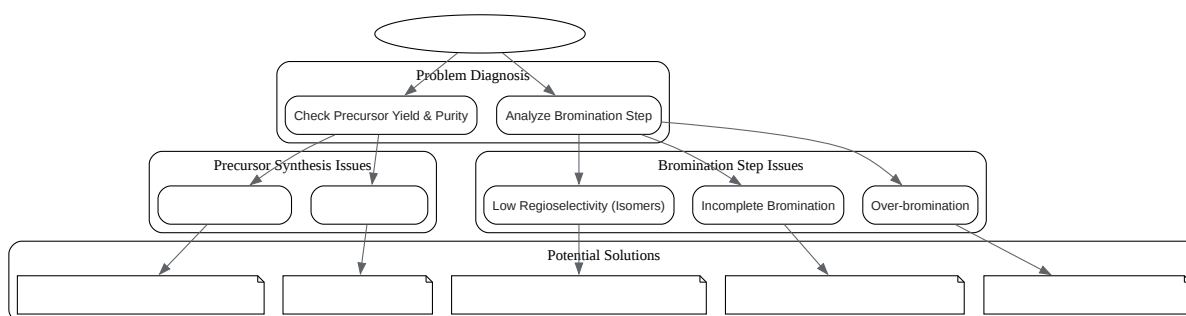 Problem Diagnosis
Check Precursor Yield & Purity
Analyze Bromination Step
Precursor Synthesis Issues
Bromination Step Issues
Low Regioselectivity (Isomers)
Incomplete Bromination
Over-bromination
Potential Solutions